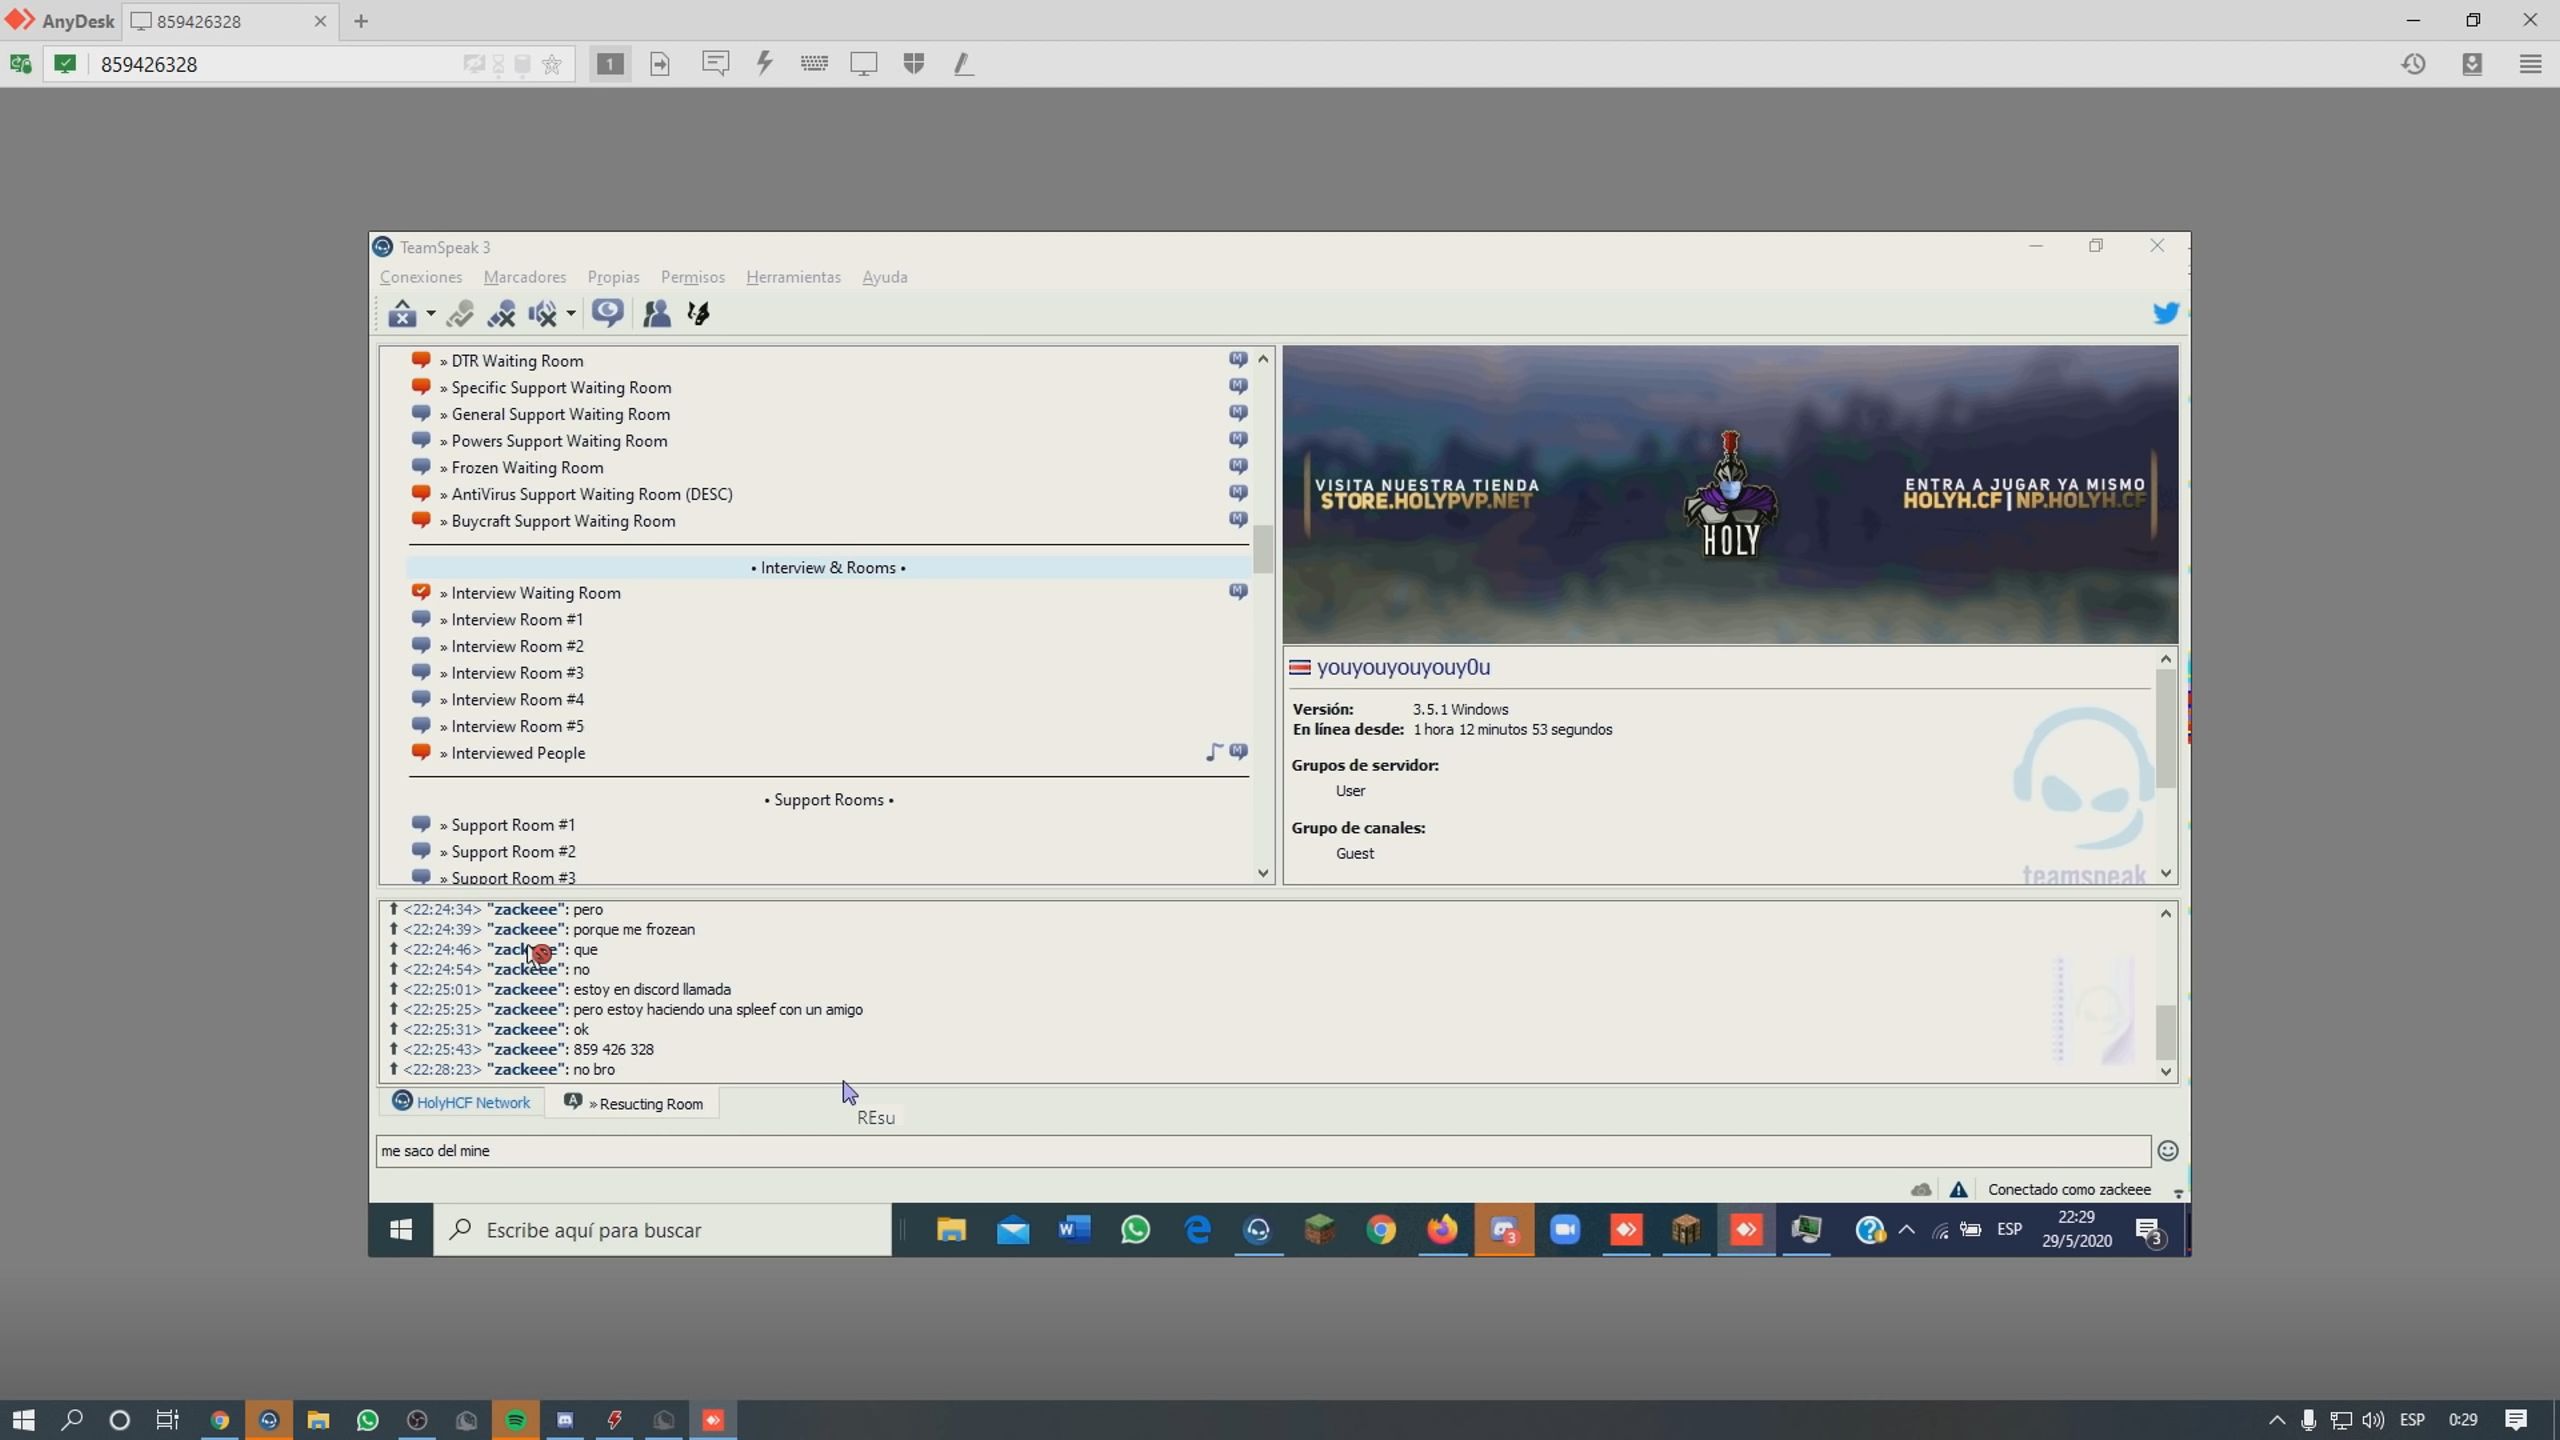 AnyDesk
859426328
859426328
1
TeamSpeak 3
Conexiones Marcadores Propias Permisos Herramientas Ayuda
» DTR Waiting Room
» Specific Support Waiting Room
» General Support Waiting Room
» Powers Support Waiting Room
» Frozen Waiting Room
» AntiVirus Support Waiting Room (DESC)
» Buycraft Support Waiting Room
• Interview & Rooms •
» Interview Waiting Room
» Interview Room #1
» Interview Room #2
» Interview Room #3
» Interview Room #4
» Interview Room #5
» Interviewed People
• Support Rooms •
» Support Room #1
» Support Room #2
» Support Room #3
VISITA NUESTRA TIENDA
STORE.HOLYPVP.NET
HOLY
ENTRA A JUGAR YA MISMO
HOLYH.CF | NP.HOLYH.CF
youyouyouyouy0u
Versión: 3.5.1 Windows
En línea desde: 1 hora 12 minutos 53 segundos
Grupos de servidor:
User
Grupo de canales:
Guest
teamspeak
<22:24:34> "zackeee": pero
<22:24:39> "zackeee": porque me frozean
<22:24:46> "zackeee": que
<22:24:54> "zackeee": no
<22:25:01> "zackeee": estoy en discord llamada
<22:25:25> "zackeee": pero estoy haciendo una spleef con un amigo
<22:25:31> "zackeee": ok
<22:25:43> "zackeee": 859 426 328
<22:28:23> "zackeee": no bro
HolyHCF Network
» Resucting Room
REsu
me saco del mine
Conectado como zackeee
Escribe aquí para buscar
3
ESP
22:29
29/5/2020
3
ESP
0:29